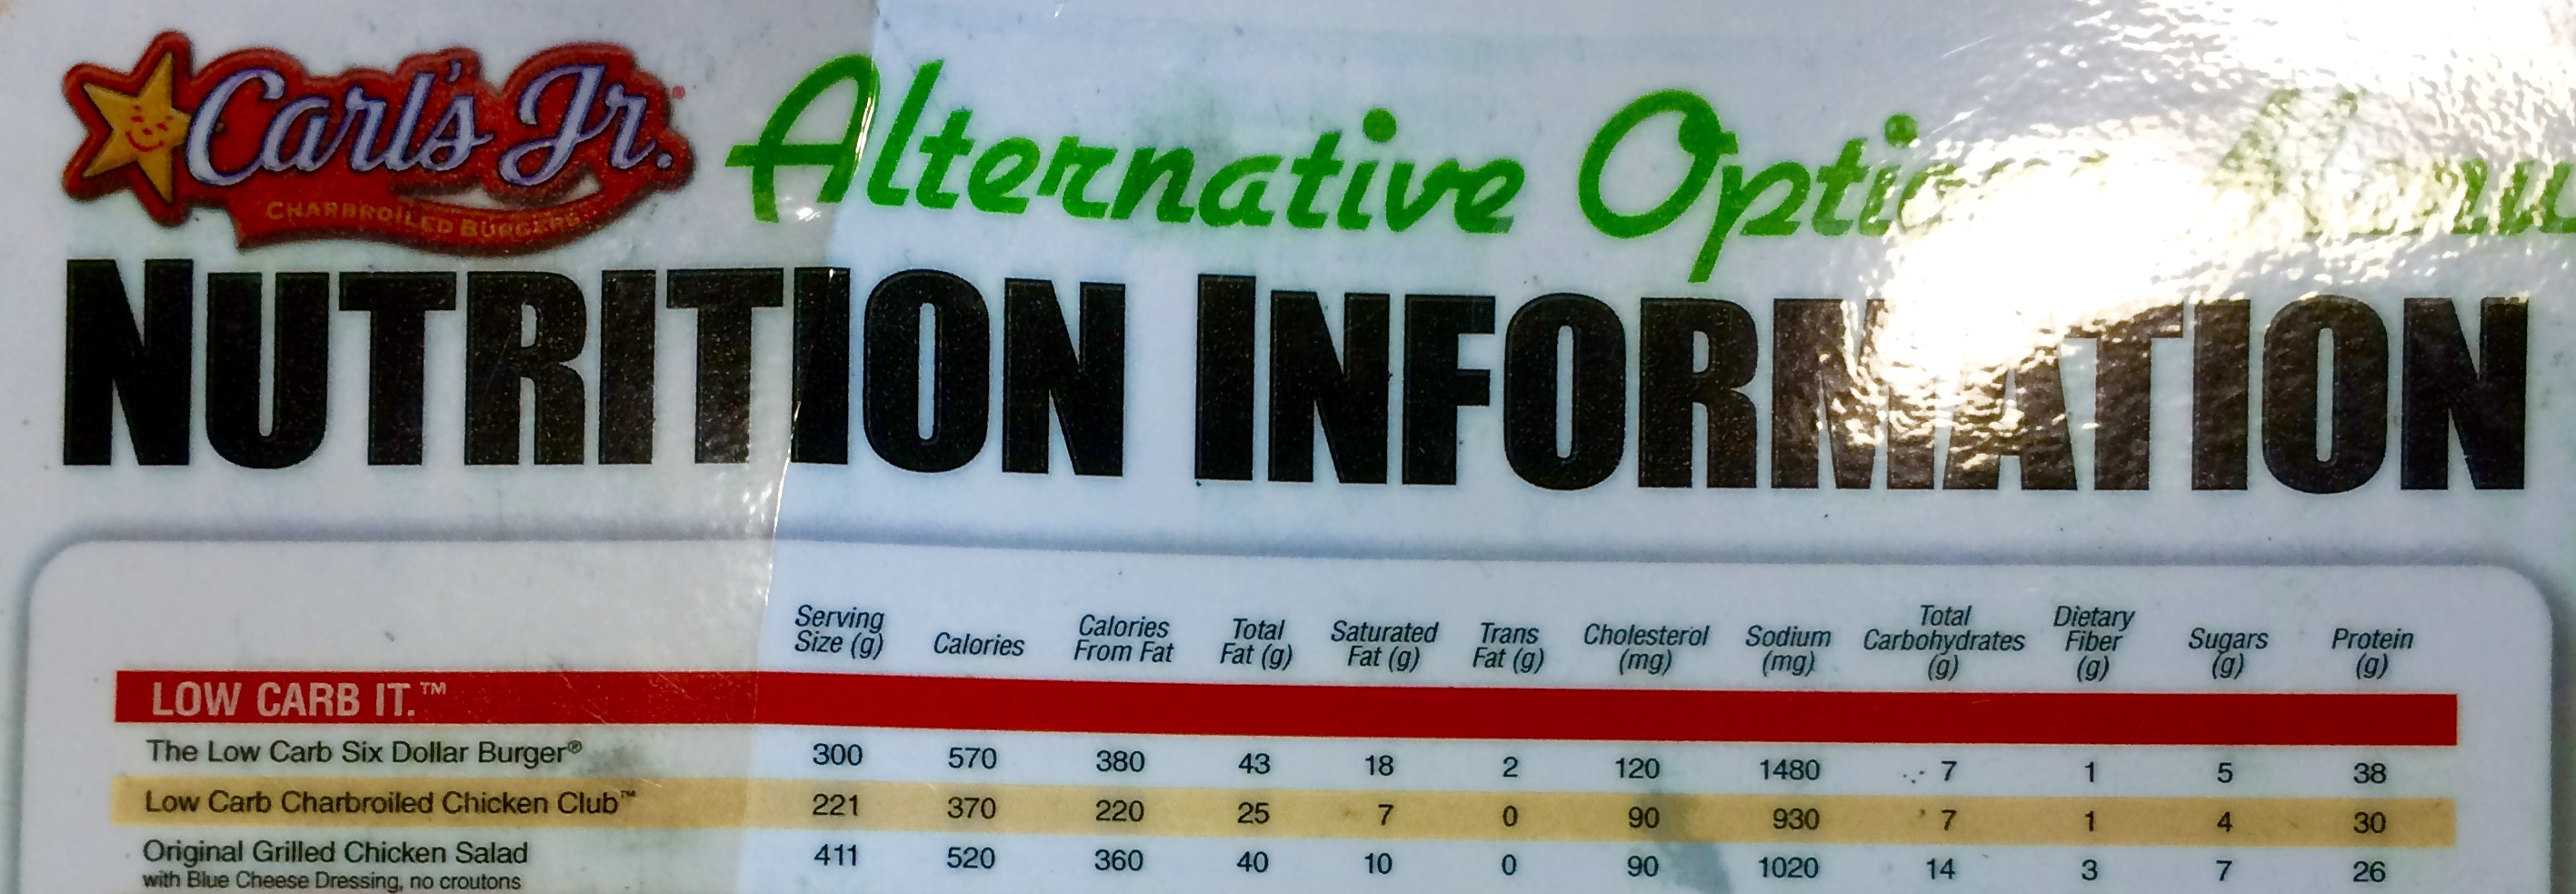 Carl's Jr.®
CHARBROILED BURGERS
Alternative Options Menu
NUTRITION INFORMATION
Serving Size (g) Calories Calories From Fat Total Fat (g) Saturated Fat (g) Trans Fat (g) Cholesterol (mg) Sodium (mg) Total Carbohydrates (g) Dietary Fiber (g) Sugars (g) Protein (g)
LOW CARB IT.™
The Low Carb Six Dollar Burger® 300 570 380 43 18 2 120 1480 7 1 5 38
Low Carb Charbroiled Chicken Club™ 221 370 220 25 7 0 90 930 7 1 4 30
Original Grilled Chicken Salad 411 520 360 40 10 0 90 1020 14 3 7 26
with Blue Cheese Dressing, no croutons